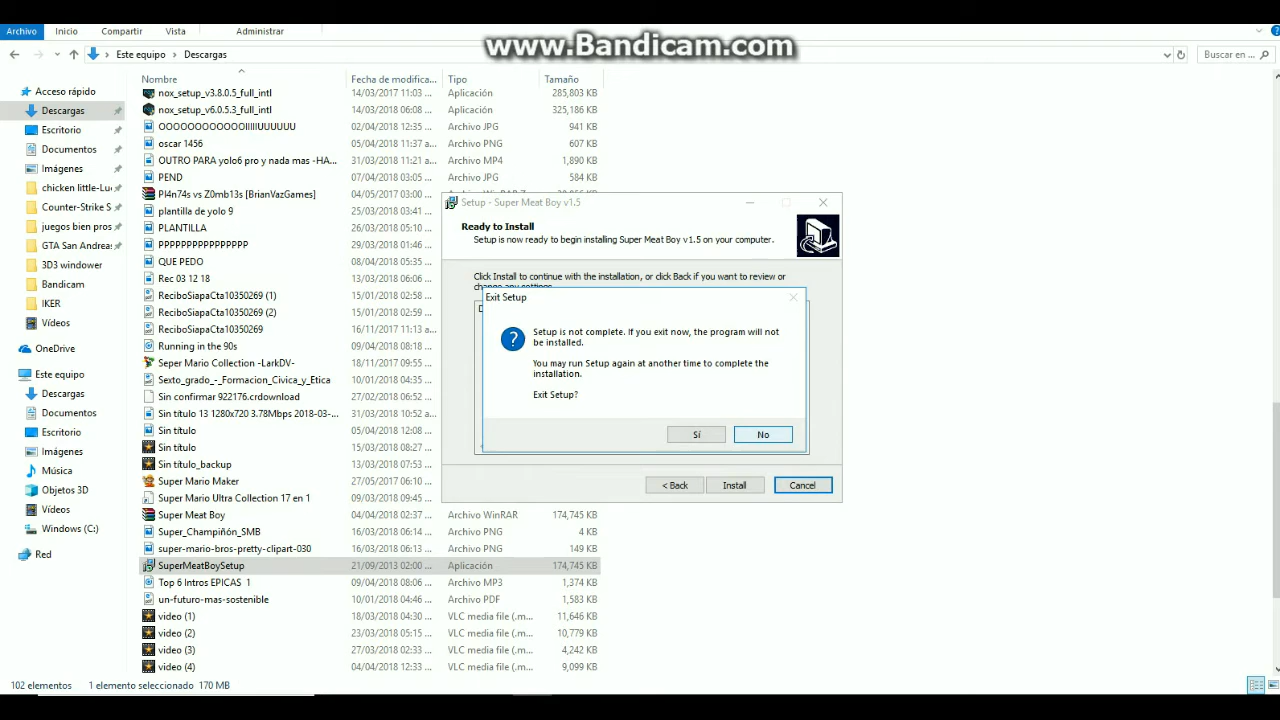 www.Bandicam.com
Archivo Inicio Compartir Vista Administrar
Este equipo > Descargas Buscar en ...
Nombre Fecha de modifica... Tipo Tamaño
nox_setup_v3.8.0.5_full_intl 14/03/2017 11:03 ... Aplicación 285,803 KB
nox_setup_v6.0.5.3_full_intl 14/03/2018 06:08 ... Aplicación 325,186 KB
OOOOOOOOOOOIIIIIUUUUUU 02/04/2018 12:35 ... Archivo JPG 941 KB
oscar 1456 05/04/2018 11:37 a... Archivo PNG 607 KB
OUTRO PARA yolo6 pro y nada mas -HA... 31/03/2018 11:21 a... Archivo MP4 1,890 KB
PEND 07/04/2018 03:45 ... Archivo JPG 584 KB
Pl4n74s vs Z0mb13s [BrianVazGames] 04/05/2017 03:00 ...
plantilla de yolo 9 25/03/2018 03:41 ...
PLANTILLA 26/03/2018 05:10 ...
PPPPPPPPPPPPPPPP 29/03/2018 01:46 ...
QUE PEDO 08/04/2018 05:35 ...
Rec 03 12 18 13/03/2018 06:06 ...
ReciboSiapaCta10350269 (1) 15/01/2018 02:58 ...
ReciboSiapaCta10350269 (2) 15/01/2018 02:58 ...
ReciboSiapaCta10350269 16/11/2017 11:13 a...
Running in the 90s 09/04/2018 08:18 ...
Seper Mario Collection -LarkDV- 18/11/2017 09:55 ...
Sexto_grado_-_Formacion_Civica_y_Etica 10/01/2018 04:35 ...
Sin confirmar 922176.crdownload 27/02/2018 06:52 ...
Sin título 13 1280x720 3.78Mbps 2018-03-... 31/03/2018 11:02 ...
Sin título 05/04/2018 12:08 ...
Sin título 15/03/2018 08:27 ...
Sin título_backup 13/03/2018 07:53 ...
Super Mario Maker 27/05/2017 06:10 ...
Super Mario Ultra Collection 17 en 1 09/03/2018 09:45 ...
Super Meat Boy 04/04/2018 02:37 ... Archivo WinRAR 174,745 KB
Super_Champiñón_SMB 16/03/2018 06:13 ... Archivo PNG 4 KB
super-mario-bros-pretty-clipart-030 16/03/2018 06:14 ... Archivo PNG 149 KB
SuperMeatBoySetup 21/09/2013 02:00 ... Aplicación 174,745 KB
Top 6 Intros EPICAS 1 09/04/2018 08:06 ... Archivo MP3 1,374 KB
un-futuro-mas-sostenible 10/01/2018 04:46 ... Archivo PDF 1,583 KB
video (1) 18/03/2018 04:30 ... VLC media file (.m... 11,646 KB
video (2) 23/03/2018 05:15 ... VLC media file (.m... 10,779 KB
video (3) 27/03/2018 02:33 ... VLC media file (.m... 4,242 KB
video (4) 04/04/2018 12:33 ... VLC media file (.m... 9,099 KB
Acceso rápido
Descargas
Escritorio
Documentos
Imágenes
chicken little-Lu
Counter-Strike S
juegos bien pros
GTA San Andreas
3D3 windower
Bandicam
IKER
Vídeos
OneDrive
Este equipo
Descargas
Documentos
Escritorio
Imágenes
Música
Objetos 3D
Vídeos
Windows (C:)
Red
Setup - Super Meat Boy v1.5
Ready to Install
Setup is now ready to begin installing Super Meat Boy v1.5 on your computer.
Click Install to continue with the installation, or click Back if you want to review or
change any settings.
Exit Setup
Setup is not complete. If you exit now, the program will not
be installed.
You may run Setup again at another time to complete the
installation.
Exit Setup?
Sí No
< Back Install Cancel
102 elementos 1 elemento seleccionado 170 MB